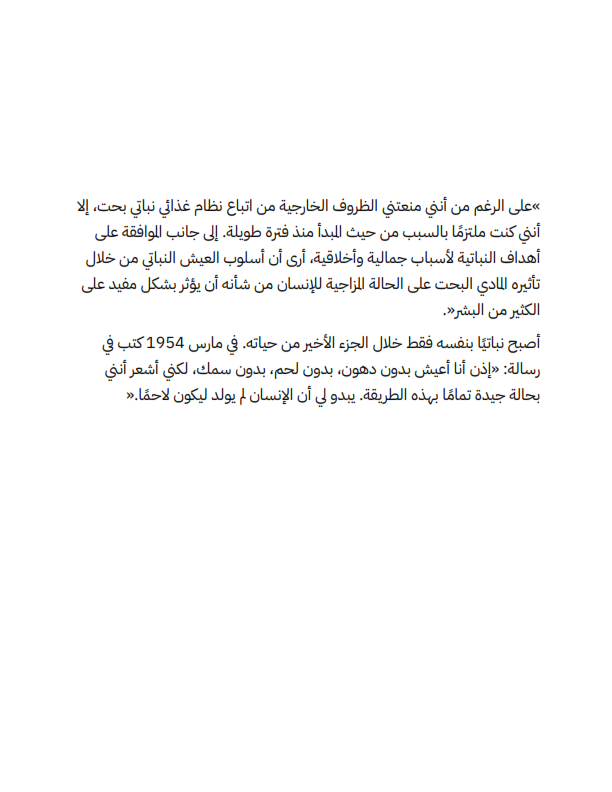 »على الرغم من أنني منعتني الظروف الخارجية من اتباع نظام غذائي نباتي بحت، إلا
أنني كنت ملتزمًا بالسبب من حيث المبدأ منذ فترة طويلة. إلى جانب الموافقة على
أهداف النباتية لأسباب جمالية وأخلاقية، أرى أن أسلوب العيش النباتي من خلال
تأثيره المادي البحت على الحالة المزاجية للإنسان من شأنه أن يؤثر بشكل مفيد على
الكثير من البشر«.
أصبح نباتيًا بنفسه فقط خلال الجزء الأخير من حياته. في مارس 1954 كتب في
رسالة: «إذن أنا أعيش بدون دهون، بدون لحم، بدون سمك، لكني أشعر أنني
بحالة جيدة تمامًا بهذه الطريقة. يبدو لي أن الإنسان لم يولد ليكون لاحمًا.»